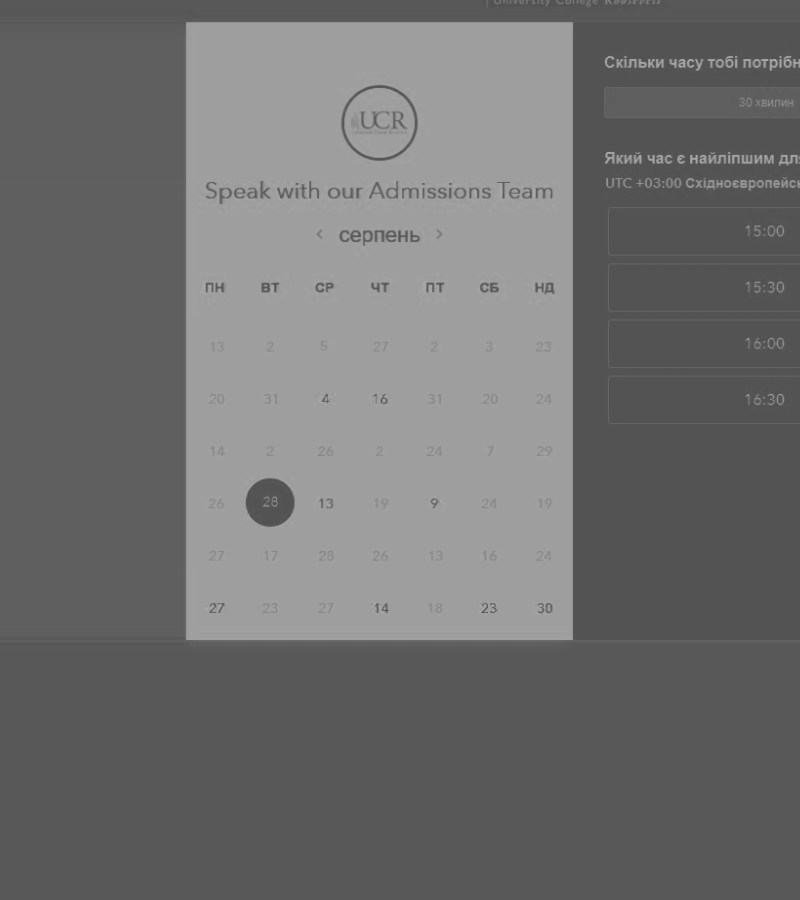 University College Roosevelt
UCR
Speak with our Admissions Team
‹ серпень ›
ПН ВТ СР ЧТ ПТ СБ НД
13 2 5 27 2 3 23
20 31 4 16 31 20 24
14 2 26 2 24 7 29
26 28 13 19 9 24 19
27 17 28 26 13 16 24
27 23 27 14 18 23 30
Скільки часу тобі потрібн
30 хвилин
Який час є найліпшим для
UTC +03:00 Східноєвропейсь
15:00
15:30
16:00
16:30